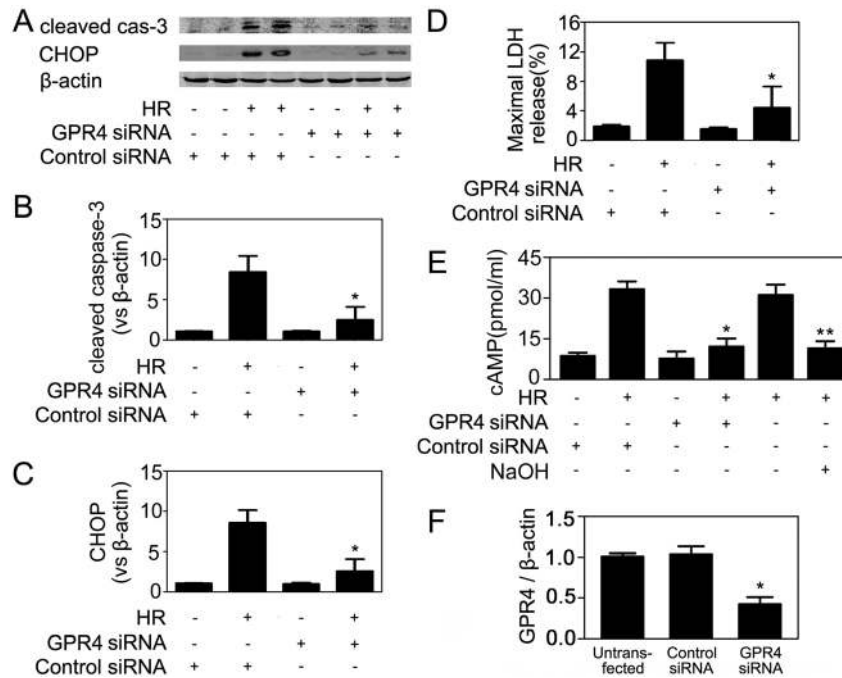 A
cleaved cas-3
CHOP
β-actin
HR - - + + - - + +
GPR4 siRNA - - - - + + + +
Control siRNA + + + + - - - -
B
cleaved caspase-3
(vs β-actin)
15
10
5
0
*
HR - + - +
GPR4 siRNA - - + +
Control siRNA + + - -
C
CHOP
(vs β-actin)
15
10
5
0
*
HR - + - +
GPR4 siRNA - - + +
Control siRNA + + - -
D
Maximal LDH
release(%)
16
12
8
4
0
*
HR - + - +
GPR4 siRNA - - + +
Control siRNA + + - -
E
cAMP(pmol/ml)
45
30
15
0
* **
HR - + - + + +
GPR4 siRNA - - + + - -
Control siRNA + + - - - -
NaOH - - - - - +
F
GPR4 / β-actin
1.5
1.0
0.5
0.0
*
Untrans-
fected
Control
siRNA
GPR4
siRNA